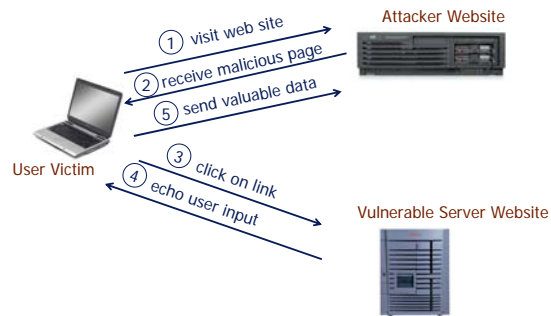 Attacker Website
1 visit web site
2 receive malicious page
5 send valuable data
User Victim
3 click on link
4 echo user input
Vulnerable Server Website